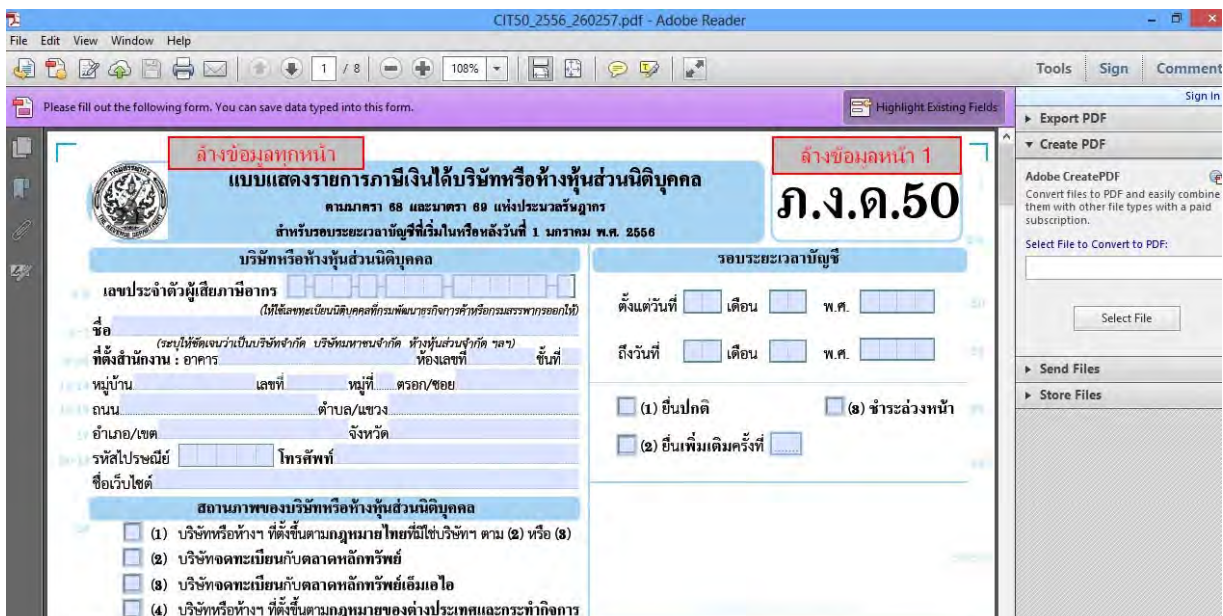 CIT50_2556_260257.pdf - Adobe Reader
File Edit View Window Help
1 / 8 108% Tools Sign Comment
Please fill out the following form. You can save data typed into this form. Highlight Existing Fields
Sign In
Export PDF
Create PDF
Adobe CreatePDF
Convert files to PDF and easily combine
them with other file types with a paid
subscription.
Select File to Convert to PDF:
Select File
Send Files
Store Files
ล้างข้อมูลทุกหน้า
ล้างข้อมูลหน้า 1
แบบแสดงรายการภาษีเงินได้บริษัทหรือห้างหุ้นส่วนนิติบุคคล
ตามมาตรา 68 และมาตรา 69 แห่งประมวลรัษฎากร
สำหรับรอบระยะเวลาบัญชีที่เริ่มในหรือหลังวันที่ 1 มกราคม พ.ศ. 2556
ภ.ง.ด.50
บริษัทหรือห้างหุ้นส่วนนิติบุคคล
เลขประจำตัวผู้เสียภาษีอากร
(ให้ใช้เลขทะเบียนนิติบุคคลที่กรมพัฒนาธุรกิจการค้าหรือกรมสรรพากรออกให้)
ชื่อ
(ระบุให้ชัดเจนว่าเป็นบริษัทจำกัด บริษัทมหาชนจำกัด ห้างหุ้นส่วนจำกัด ฯลฯ)
ที่ตั้งสำนักงาน : อาคาร ห้องเลขที่ ชั้นที่
หมู่บ้าน เลขที่ หมู่ที่ ตรอก/ซอย
ถนน ตำบล/แขวง
อำเภอ/เขต จังหวัด
รหัสไปรษณีย์ โทรศัพท์
ชื่อเว็บไซต์
รอบระยะเวลาบัญชี
ตั้งแต่วันที่ เดือน พ.ศ.
ถึงวันที่ เดือน พ.ศ.
(1) ยื่นปกติ (3) ชำระล่วงหน้า
(2) ยื่นเพิ่มเติมครั้งที่
สถานภาพของบริษัทหรือห้างหุ้นส่วนนิติบุคคล
(1) บริษัทหรือห้างฯ ที่ตั้งขึ้นตามกฎหมายไทยที่มิใช่บริษัทฯ ตาม (2) หรือ (3)
(2) บริษัทจดทะเบียนกับตลาดหลักทรัพย์
(3) บริษัทจดทะเบียนกับตลาดหลักทรัพย์เอ็มเอไอ
(4) บริษัทหรือห้างฯ ที่ตั้งขึ้นตามกฎหมายของต่างประเทศและกระทำกิจการ